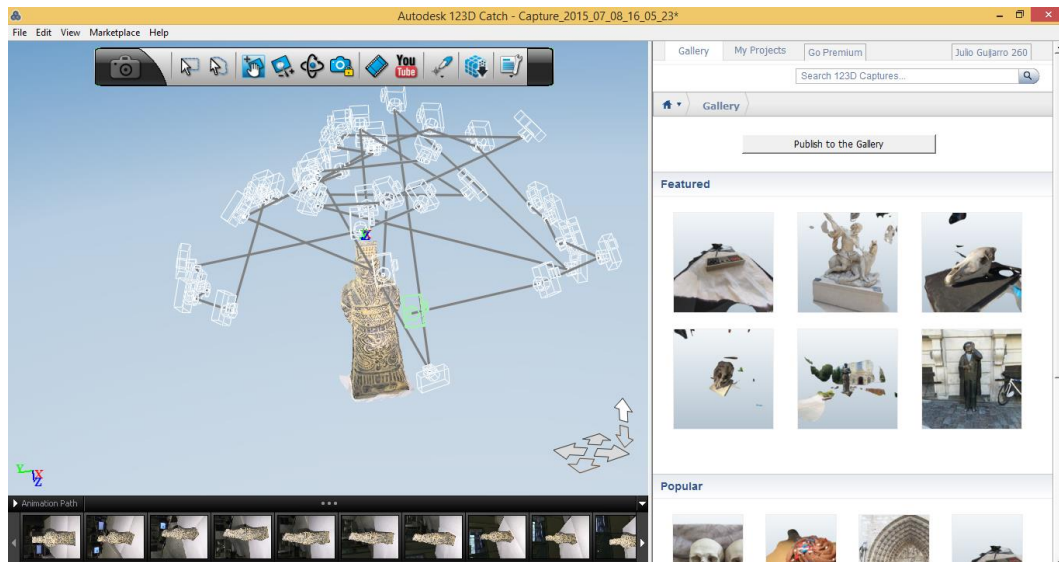 Autodesk 123D Catch - Capture_2015_07_08_16_05_23*
File Edit View Marketplace Help
You
Tube
Gallery My Projects Go Premium Julio Guijarro 260
Search 123D Captures...
Gallery
Publish to the Gallery
Featured
Z
Y X
Z
Animation Path
Popular